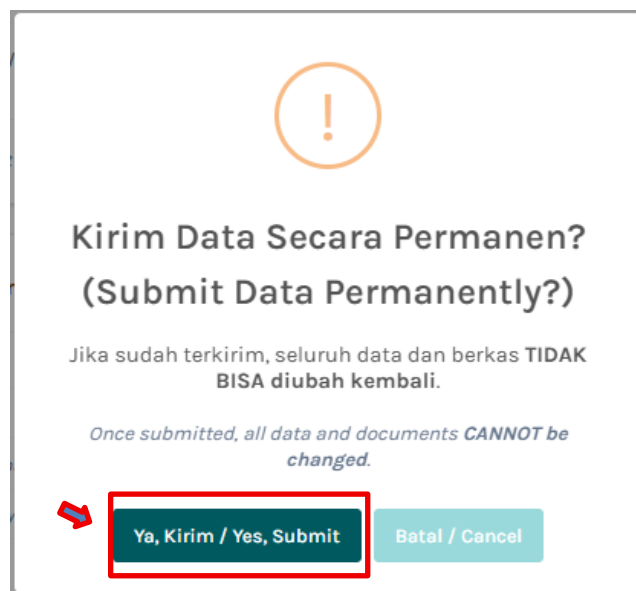 !
Kirim Data Secara Permanen?
(Submit Data Permanently?)
Jika sudah terkirim, seluruh data dan berkas TIDAK
BISA diubah kembali.
Once submitted, all data and documents CANNOT be
changed.
Ya, Kirim / Yes, Submit
Batal / Cancel